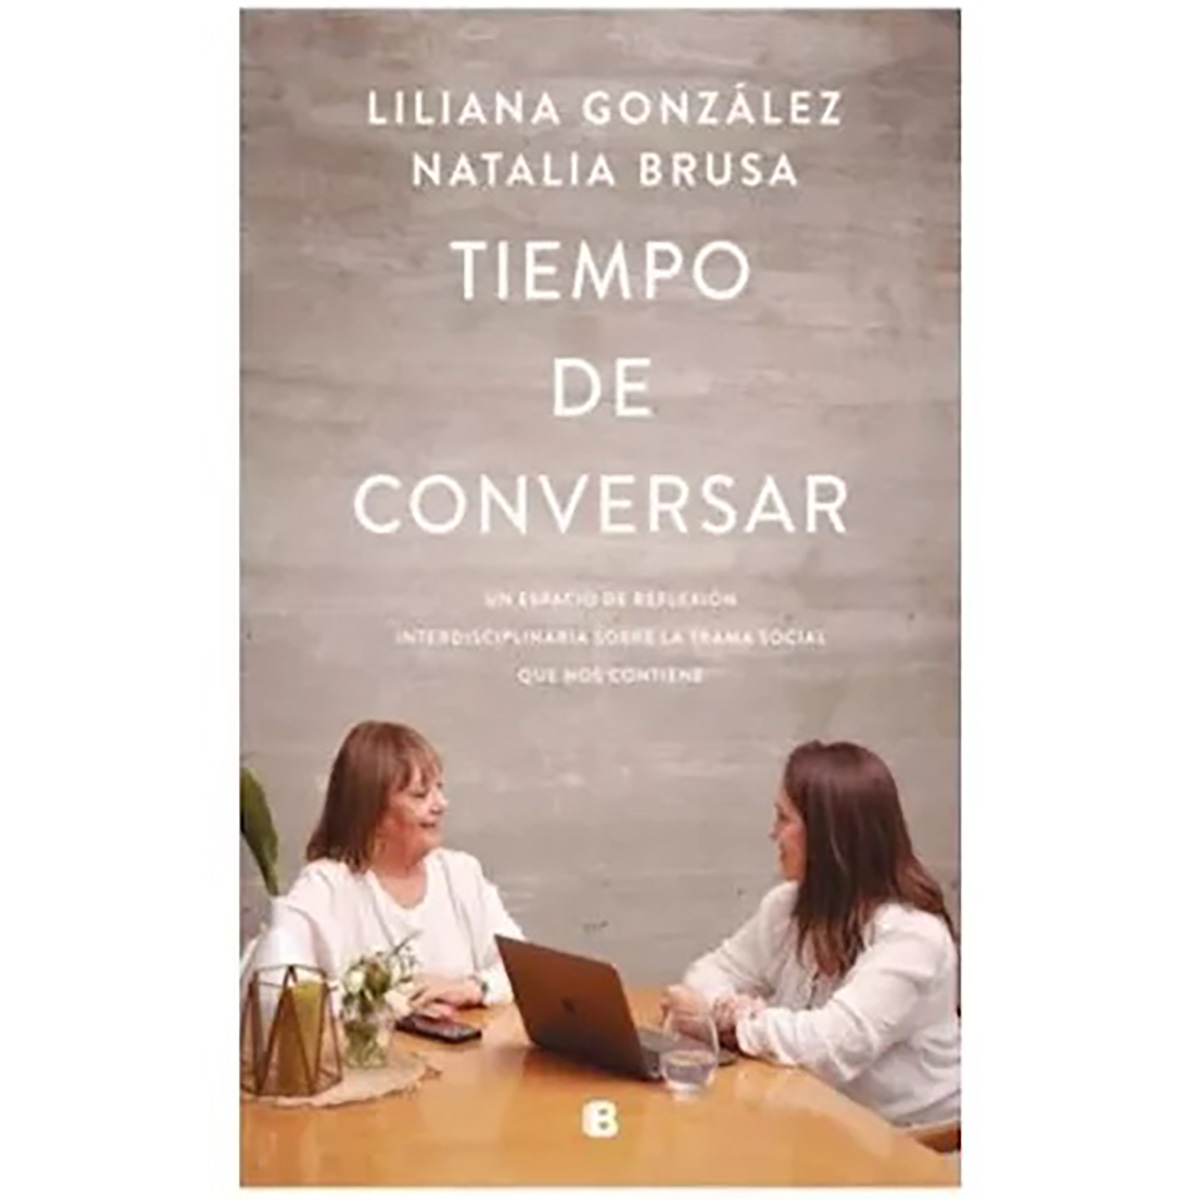 LILIANA GONZÁLEZ
NATALIA BRUSA
TIEMPO
DE
CONVERSAR
UN ESPACIO DE REFLEXIÓN
INTERDISCIPLINARIA SOBRE LA TRAMA SOCIAL
QUE NOS CONTIENE
B